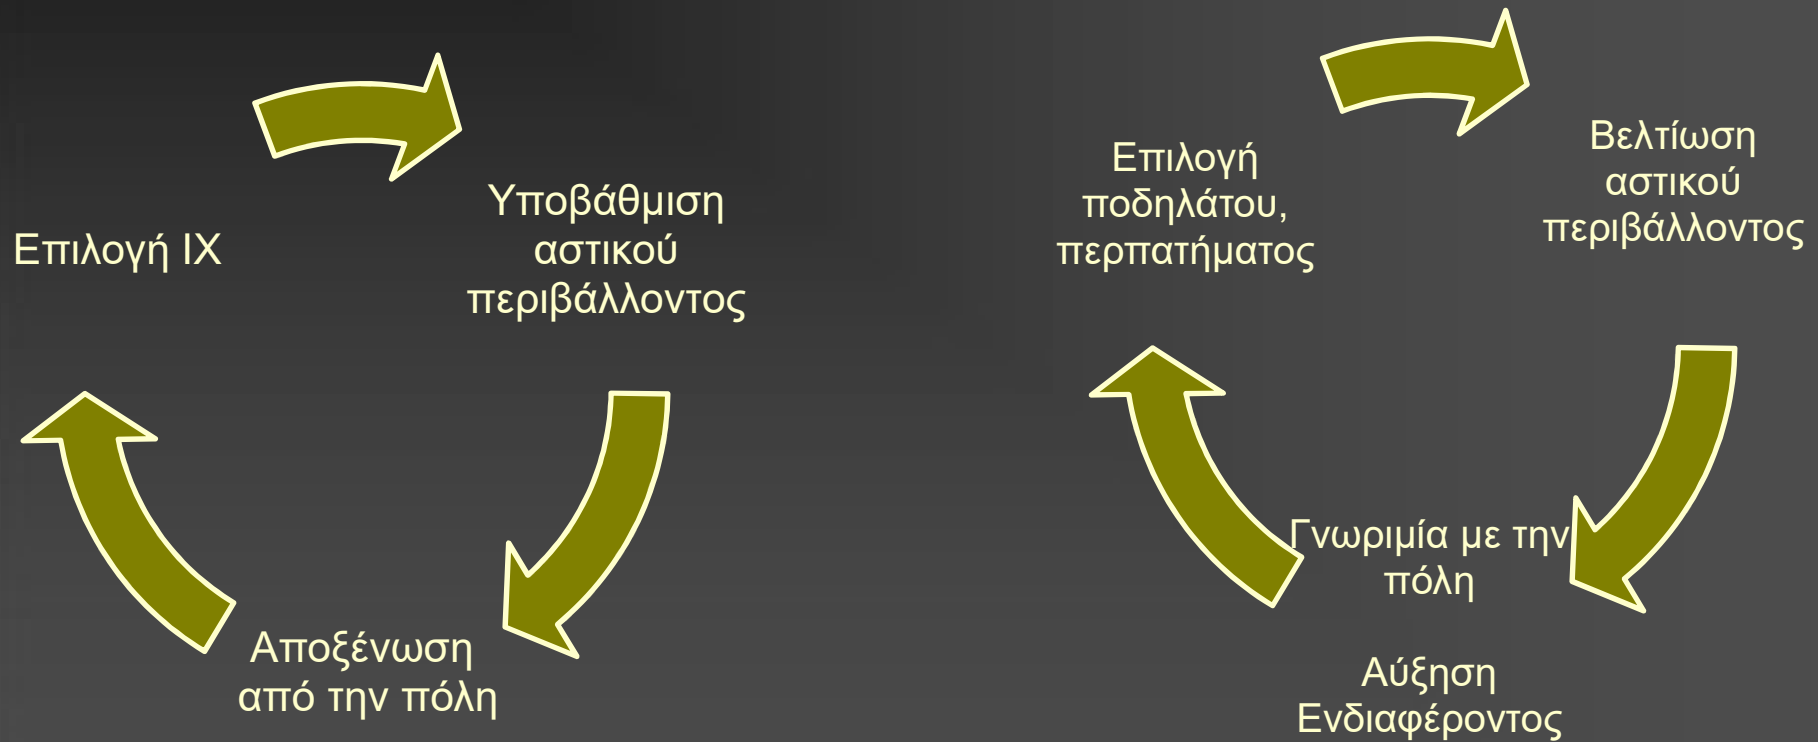 Επιλογή ΙΧ
Υποβάθμιση
αστικού
περιβάλλοντος
Αποξένωση
από την πόλη
Επιλογή
ποδηλάτου,
περπατήματος
Βελτίωση
αστικού
περιβάλλοντος
Γνωριμία με την
πόλη
Αύξηση
Ενδιαφέροντος